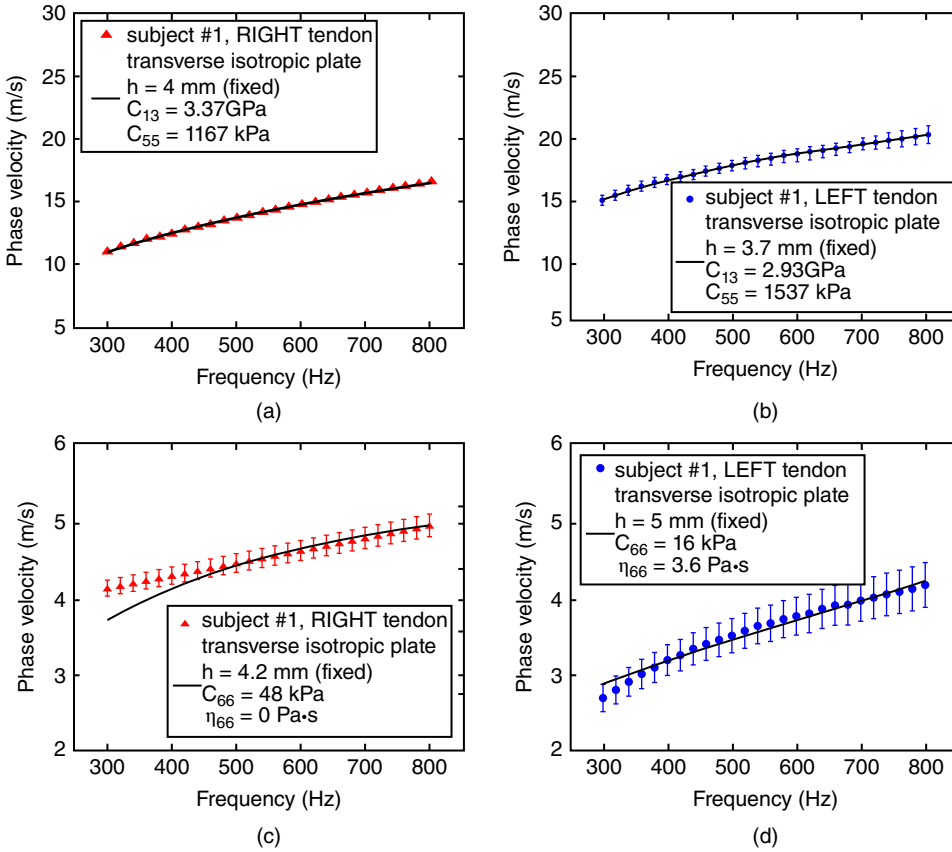 30
25
20
15
10
5
Phase velocity (m/s)
subject #1, RIGHT tendon
transverse isotropic plate
h = 4 mm (fixed)
C13 = 3.37GPa
C55 = 1167 kPa
300 400 500 600 700 800
Frequency (Hz)
(a)
30
25
20
15
10
5
Phase velocity (m/s)
subject #1, LEFT tendon
transverse isotropic plate
h = 3.7 mm (fixed)
C13 = 2.93GPa
C55 = 1537 kPa
300 400 500 600 700 800
Frequency (Hz)
(b)
6
5
4
3
2
Phase velocity (m/s)
subject #1, RIGHT tendon
transverse isotropic plate
h = 4.2 mm (fixed)
C66 = 48 kPa
η66 = 0 Pa•s
300 400 500 600 700 800
Frequency (Hz)
(c)
6
5
4
3
2
Phase velocity (m/s)
subject #1, LEFT tendon
transverse isotropic plate
h = 5 mm (fixed)
C66 = 16 kPa
η66 = 3.6 Pa•s
300 400 500 600 700 800
Frequency (Hz)
(d)